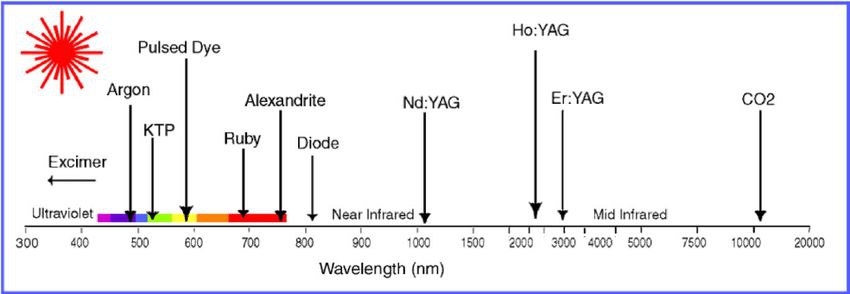 Ho:YAG
Pulsed Dye
Argon
Alexandrite
Nd:YAG
Er:YAG
CO2
KTP
Ruby
Diode
Excimer
Ultraviolet
Near Infrared
Mid Infrared
300 400 500 600 700 800 900 1000 1500 2000 3000 4000 5000 7500 10000 20000
Wavelength (nm)